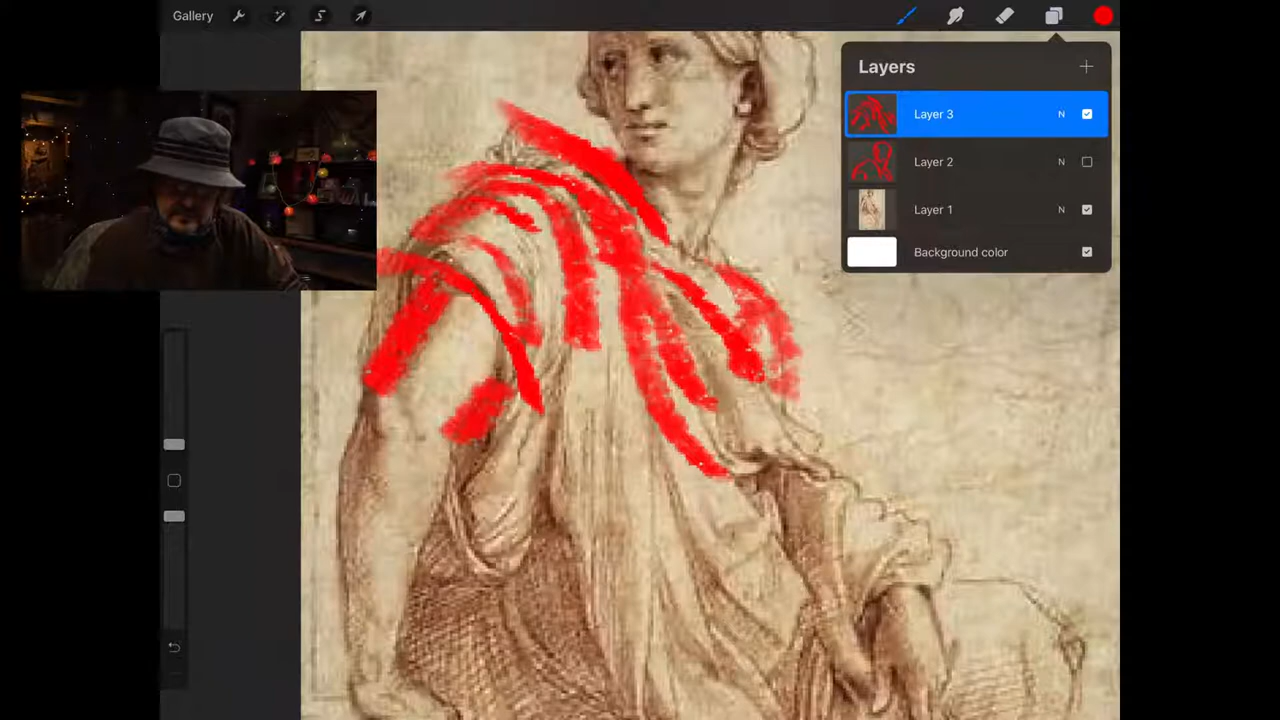 Gallery
Layers
Layer 3 N
Layer 2 N
Layer 1 N
Background color